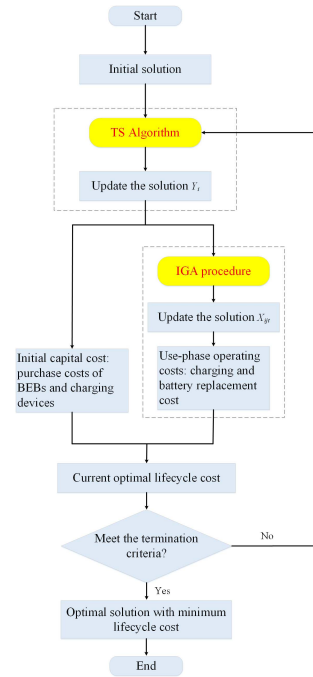 Start
Initial solution
TS Algorithm
Update the solution Yₜ
IGA procedure
Update the solution Xᵢⱼₜ
Initial capital cost:
purchase costs of
BEBs and charging
devices
Use-phase operating
costs: charging and
battery replacement
cost
Current optimal lifecycle cost
Meet the termination
criteria?
No
Yes
Optimal solution with minimum
lifecycle cost
End